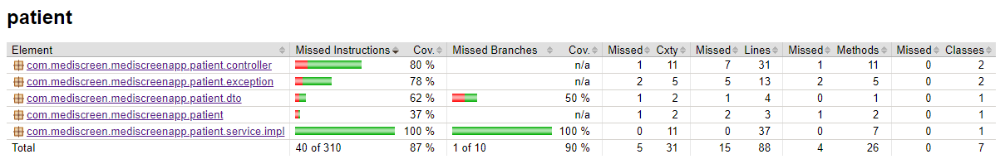 patient
Element Missed Instructions Cov. Missed Branches Cov. Missed Cxty Missed Lines Missed Methods Missed Classes
com.mediscreen.mediscreenapp.patient.controller 80 % n/a 1 11 7 31 1 11 0 2
com.mediscreen.mediscreenapp.patient.exception 78 % n/a 2 5 5 13 2 5 0 2
com.mediscreen.mediscreenapp.patient.dto 62 % 50 % 1 2 1 4 0 1 0 1
com.mediscreen.mediscreenapp.patient 37 % n/a 1 2 2 3 1 2 0 1
com.mediscreen.mediscreenapp.patient.service.impl 100 % 100 % 0 11 0 37 0 7 0 1
Total 40 of 310 87 % 1 of 10 90 % 5 31 15 88 4 26 0 7